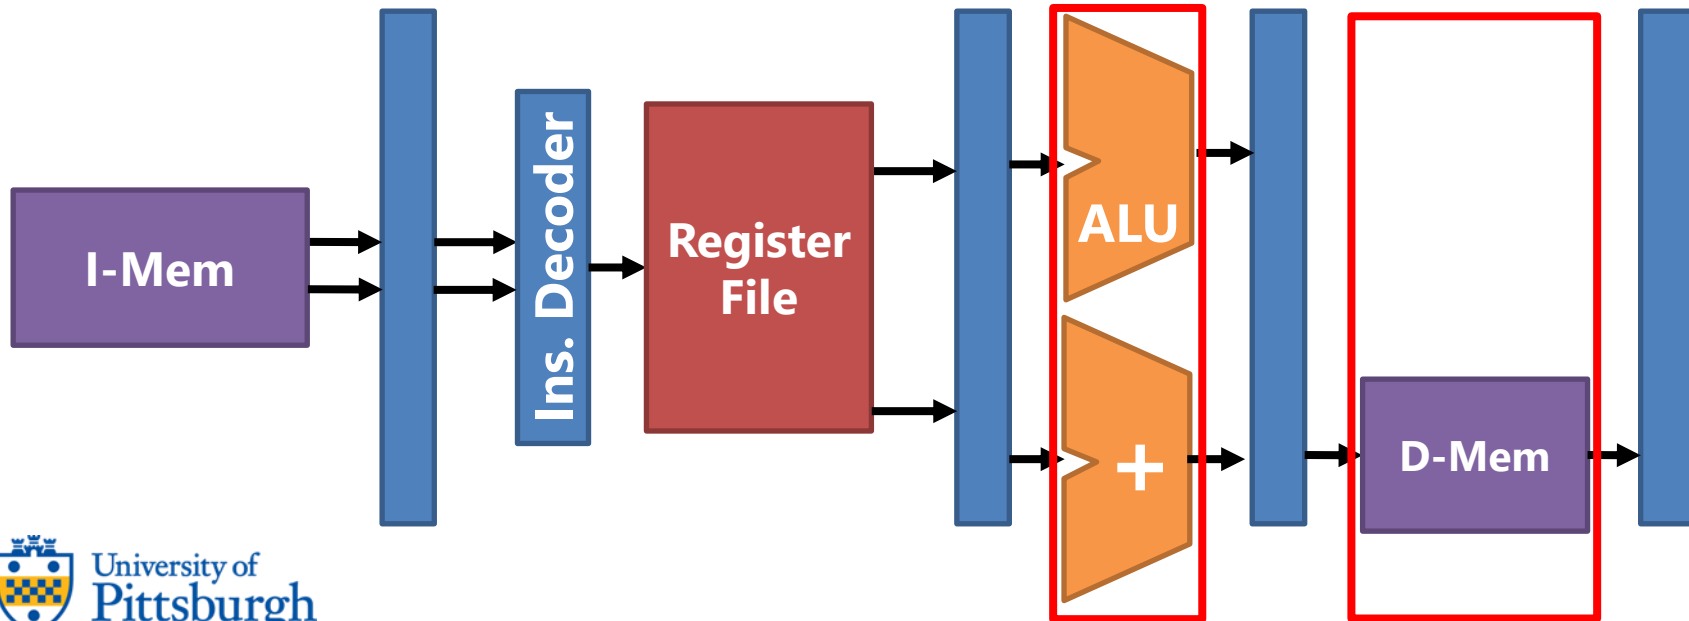 I-Mem
Ins. Decoder
Register
File
ALU
+
D-Mem
University of
Pittsburgh